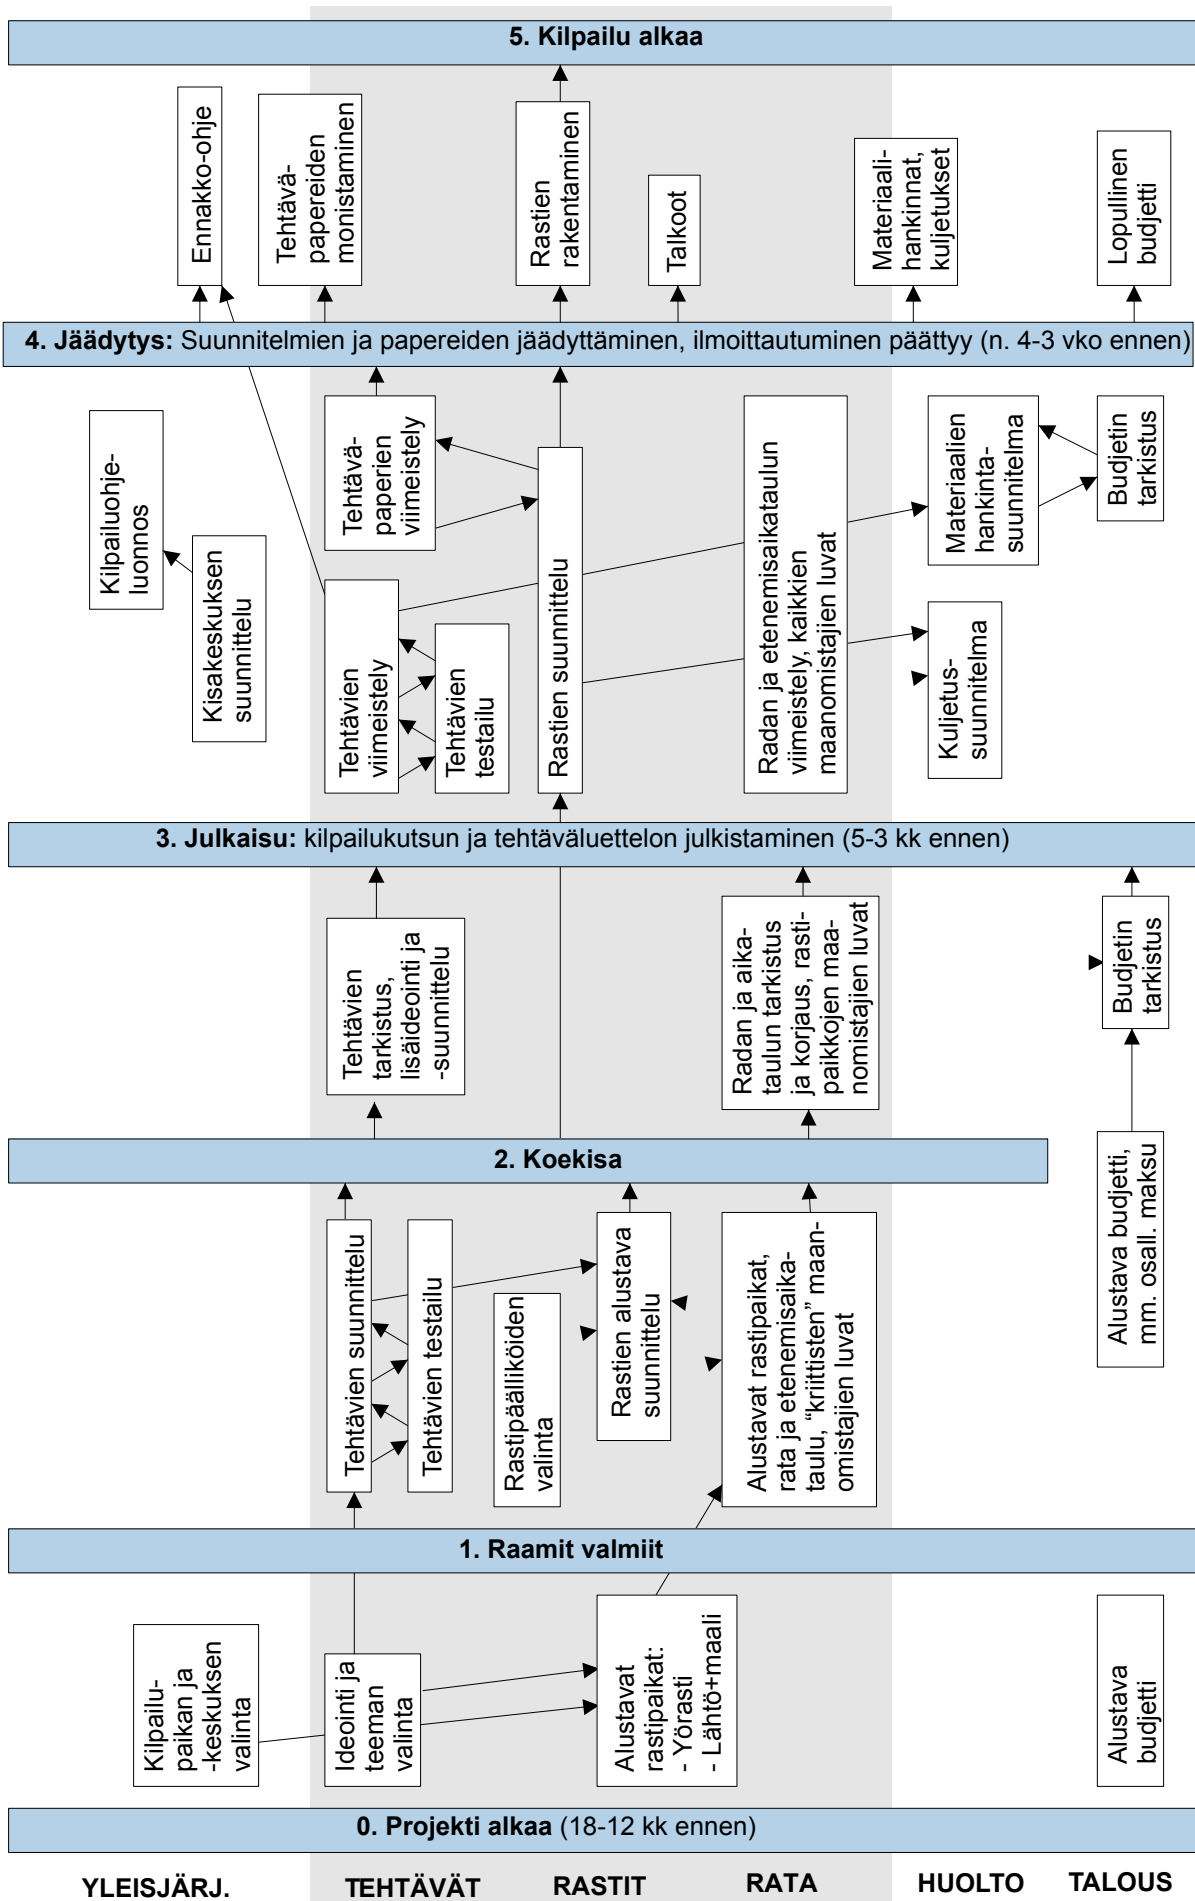 5. Kilpailu alkaa
Ennakko-ohje
Tehtävä-
papereiden
monistaminen
Rastien
rakentaminen
Talkoot
Materiaali-
hankinnat,
kuljetukset
Lopullinen
budjetti
4. Jäädytys: Suunnitelmien ja papereiden jäädyttäminen, ilmoittautuminen päättyy (n. 4-3 vko ennen)
Kilpailuohje-
luonnos
Kisakeskuksen
suunnittelu
Tehtävä-
paperien
viimeistely
Tehtävien
viimeistely
Tehtävien
testailu
Rastien suunnittelu
Radan ja etenemisaikataulun
viimeistely, kaikkien
maanomistajien luvat
Materiaalien
hankinta-
suunnitelma
Kuljetus-
suunnitelma
Budjetin
tarkistus
3. Julkaisu: kilpailukutsun ja tehtäväluettelon julkistaminen (5-3 kk ennen)
Tehtävien
tarkistus,
lisäideointi ja
-suunnittelu
Radan ja aika-
taulun tarkistus
ja korjaus, rasti-
paikkojen maa-
nomistajien luvat
Budjetin
tarkistus
2. Koekisa
Tehtävien suunnittelu
Tehtävien testailu
Rastipäälliköiden
valinta
Rastien alustava
suunnittelu
Alustavat rastipaikat,
rata ja etenemisaika-
taulu, “kriittisten” maan-
omistajien luvat
Alustava budjetti,
mm. osall. maksu
1. Raamit valmiit
Kilpailu-
paikan ja
-keskuksen
valinta
Ideointi ja
teeman
valinta
Alustavat
rastipaikat:
- Yörasti
- Lähtö+maali
Alustava
budjetti
0. Projekti alkaa (18-12 kk ennen)
YLEISJÄRJ. TEHTÄVÄT RASTIT RATA HUOLTO TALOUS